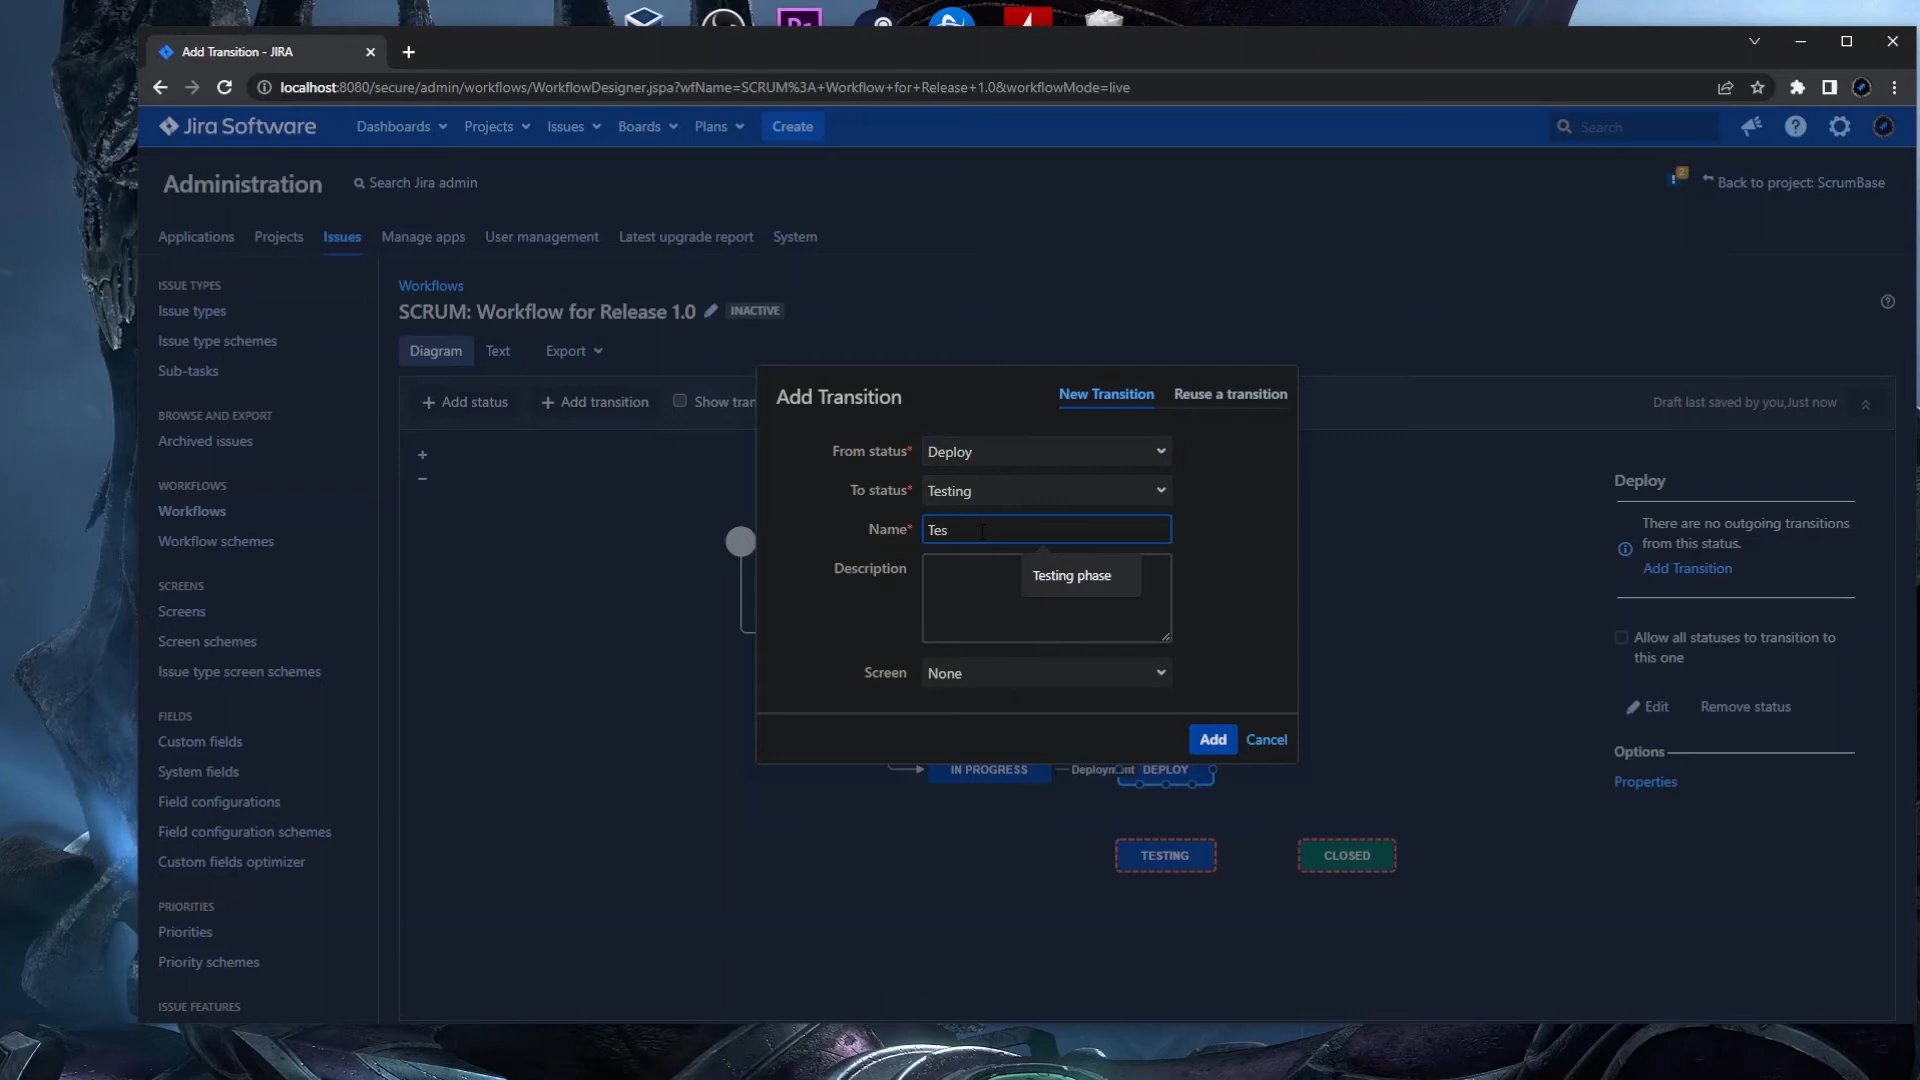 Add Transition - JIRA
localhost:8080/secure/admin/workflows/WorkflowDesigner.jspa?wfName=SCRUM%3A+Workflow+for+Release+1.0&workflowMode=live
Jira Software Dashboards Projects Issues Boards Plans Create Search
Administration Search Jira admin 2 Back to project: ScrumBase
Applications Projects Issues Manage apps User management Latest upgrade report System
ISSUE TYPES
Issue types
Issue type schemes
Sub-tasks
BROWSE AND EXPORT
Archived issues
WORKFLOWS
Workflows
Workflow schemes
SCREENS
Screens
Screen schemes
Issue type screen schemes
FIELDS
Custom fields
System fields
Field configurations
Field configuration schemes
Custom fields optimizer
PRIORITIES
Priorities
Priority schemes
ISSUE FEATURES
Workflows
SCRUM: Workflow for Release 1.0 INACTIVE
Diagram Text Export
+ Add status + Add transition Show tran Draft last saved by you,Just now
+
−
Add Transition New Transition Reuse a transition
From status* Deploy
To status* Testing
Name* Tes
Testing phase
Description
Screen None
Add Cancel
IN PROGRESS Deployment DEPLOY
TESTING CLOSED
Deploy
There are no outgoing transitions
from this status.
Add Transition
Allow all statuses to transition to
this one
Edit Remove status
Options
Properties